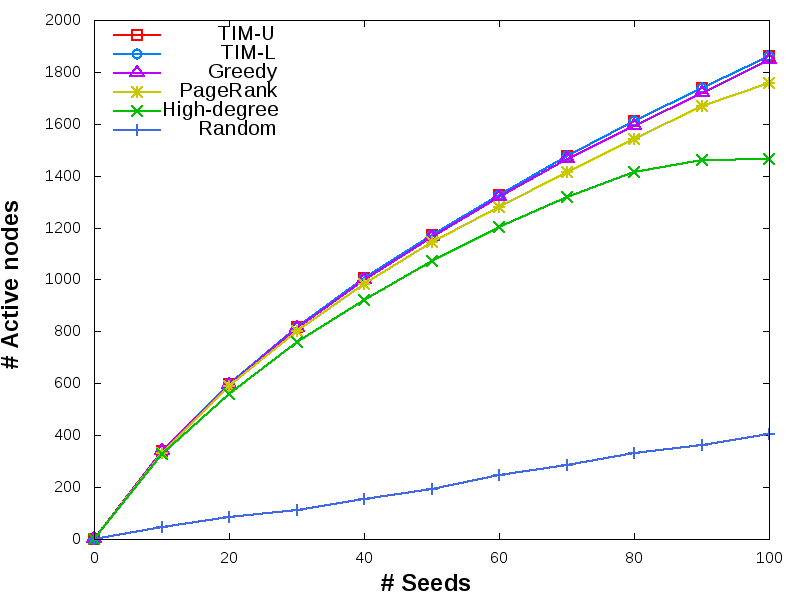 2000
1800
1600
1400
1200
1000
800
600
400
200
0
# Active nodes
TIM-U
TIM-L
Greedy
PageRank
High-degree
Random
0 20 40 60 80 100
# Seeds